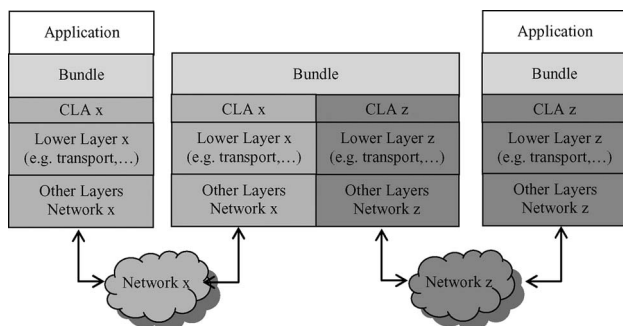 Application
Bundle
CLA x
Lower Layer x
(e.g. transport,…)
Other Layers
Network x
Bundle
CLA x
CLA z
Lower Layer x
(e.g. transport,…)
Lower Layer z
(e.g. transport,…)
Other Layers
Network x
Other Layers
Network z
Application
Bundle
CLA z
Lower Layer z
(e.g. transport,…)
Other Layers
Network z
Network x
Network z